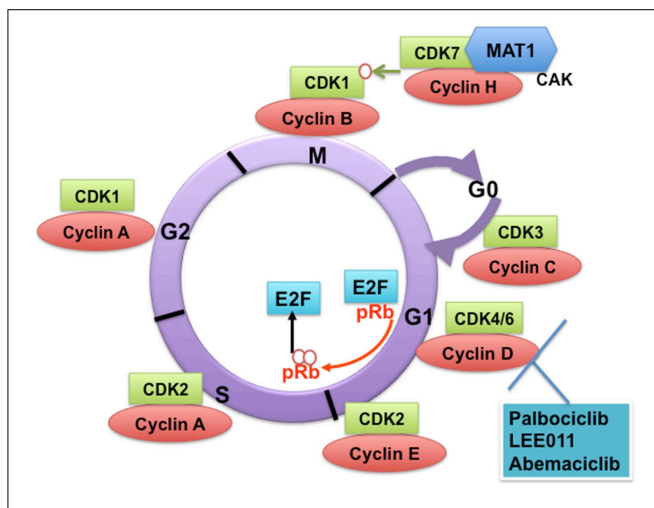 CDK7
MAT1
Cyclin H
CAK
CDK1
Cyclin B
M
G0
CDK1
Cyclin A
G2
CDK3
Cyclin C
E2F
E2F
pRb
G1
CDK4/6
Cyclin D
pRb
S
CDK2
Cyclin A
CDK2
Cyclin E
Palbociclib
LEE011
Abemaciclib